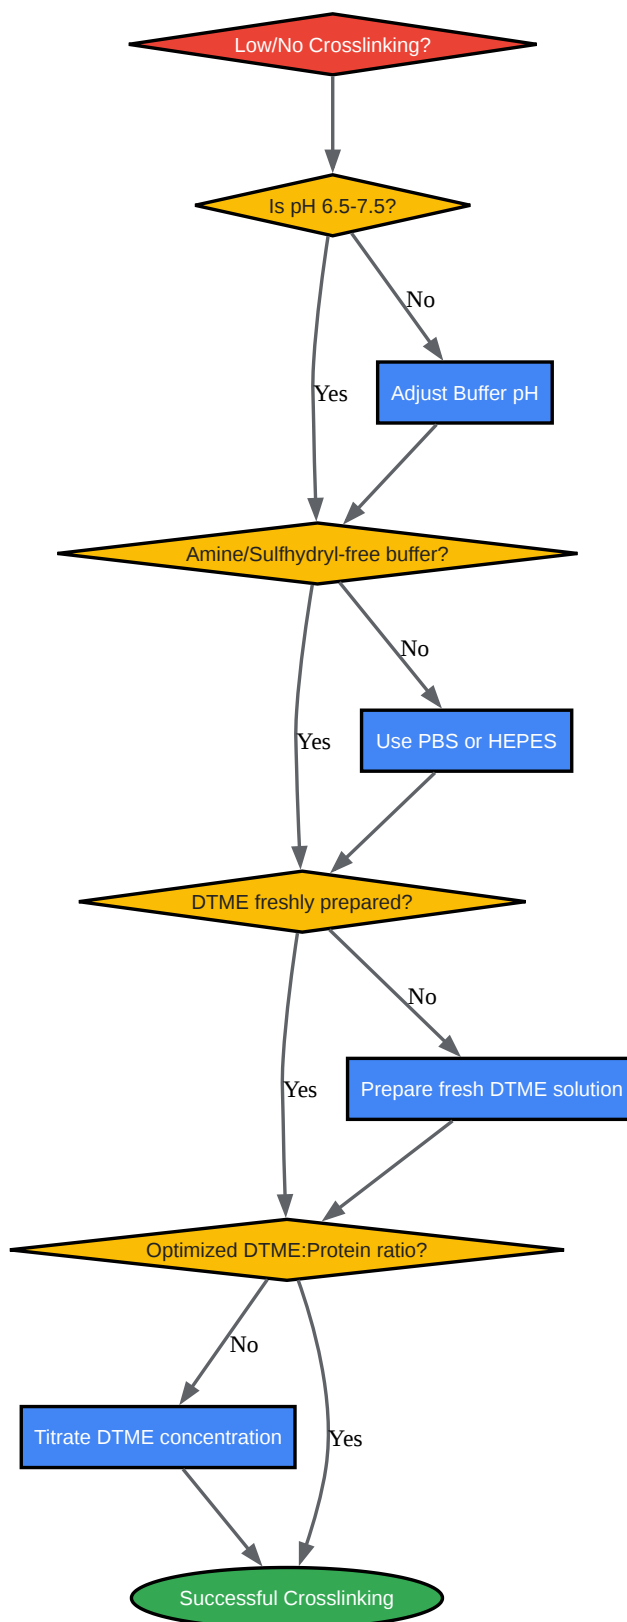 Low/No Crosslinking?
Is pH 6.5-7.5?
No
Adjust Buffer pH
Yes
Amine/Sulfhydryl-free buffer?
No
Use PBS or HEPES
Yes
DTME freshly prepared?
No
Prepare fresh DTME solution
Yes
Optimized DTME:Protein ratio?
No
Titrate DTME concentration
Yes
Successful Crosslinking